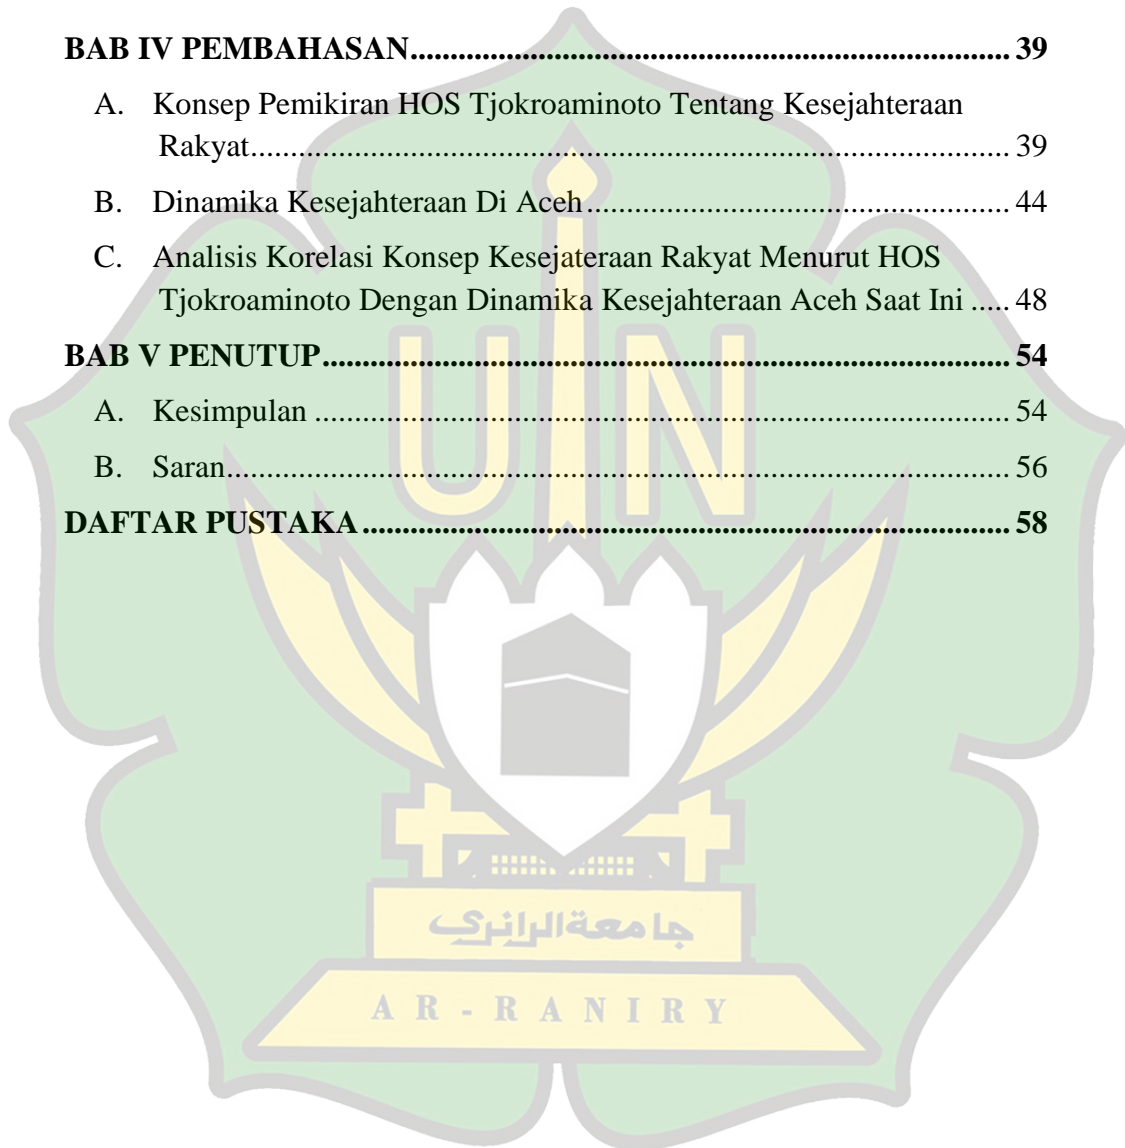 BAB IV PEMBAHASAN.......................................................................................... 39
A. Konsep Pemikiran HOS Tjokroaminoto Tentang Kesejahteraan
Rakyat................................................................................................ 39
B. Dinamika Kesejahteraan Di Aceh ..................................................... 44
C. Analisis Korelasi Konsep Kesejateraan Rakyat Menurut HOS
Tjokroaminoto Dengan Dinamika Kesejahteraan Aceh Saat Ini ..... 48
BAB V PENUTUP....................................................................................... 54
A. Kesimpulan ........................................................................................ 54
B. Saran................................................................................................... 56
DAFTAR PUSTAKA .................................................................................. 58
UIN
جامعةالرانري
AR-RANIRY